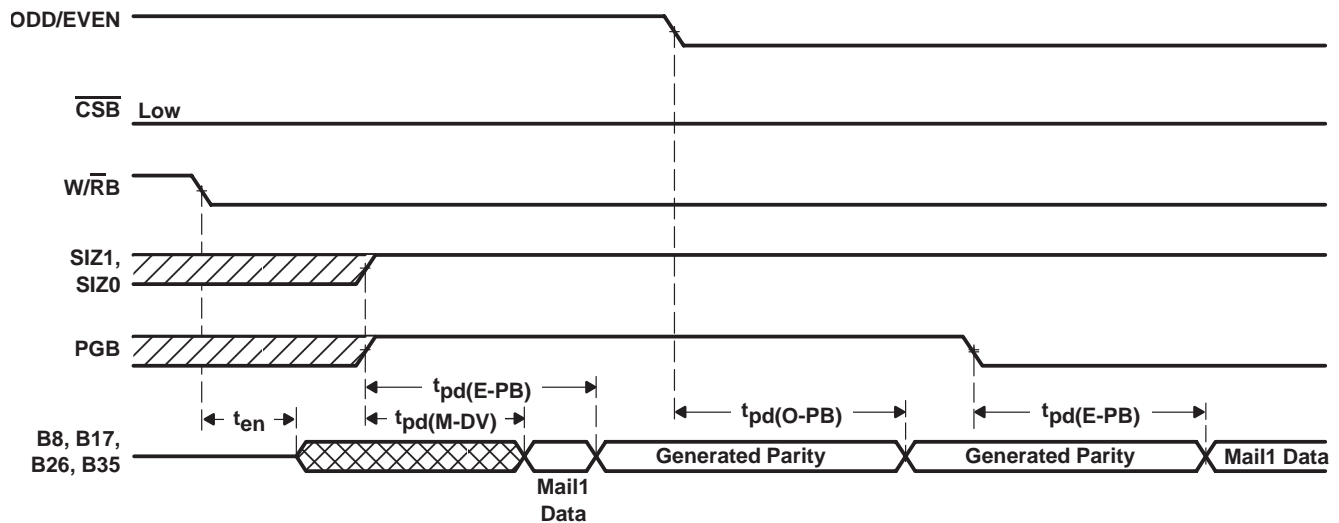 ODD/EVEN
CSB Low
W/RB
SIZ1,
SIZ0
PGB
tpd(E-PB)
ten
tpd(M-DV)
tpd(O-PB)
tpd(E-PB)
B8, B17,
B26, B35
Generated Parity
Generated Parity
Mail1 Data
Mail1
Data